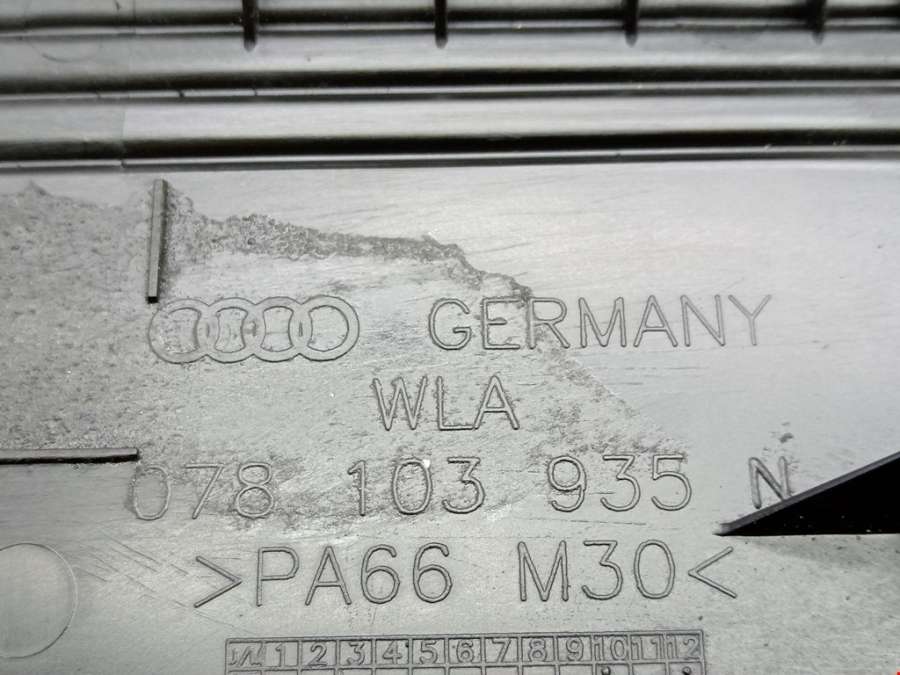 GERMANY
WLA
078 103 935 N
>PA66 M30<
1 2 3 4 5 6 7 8 9 10 11 12